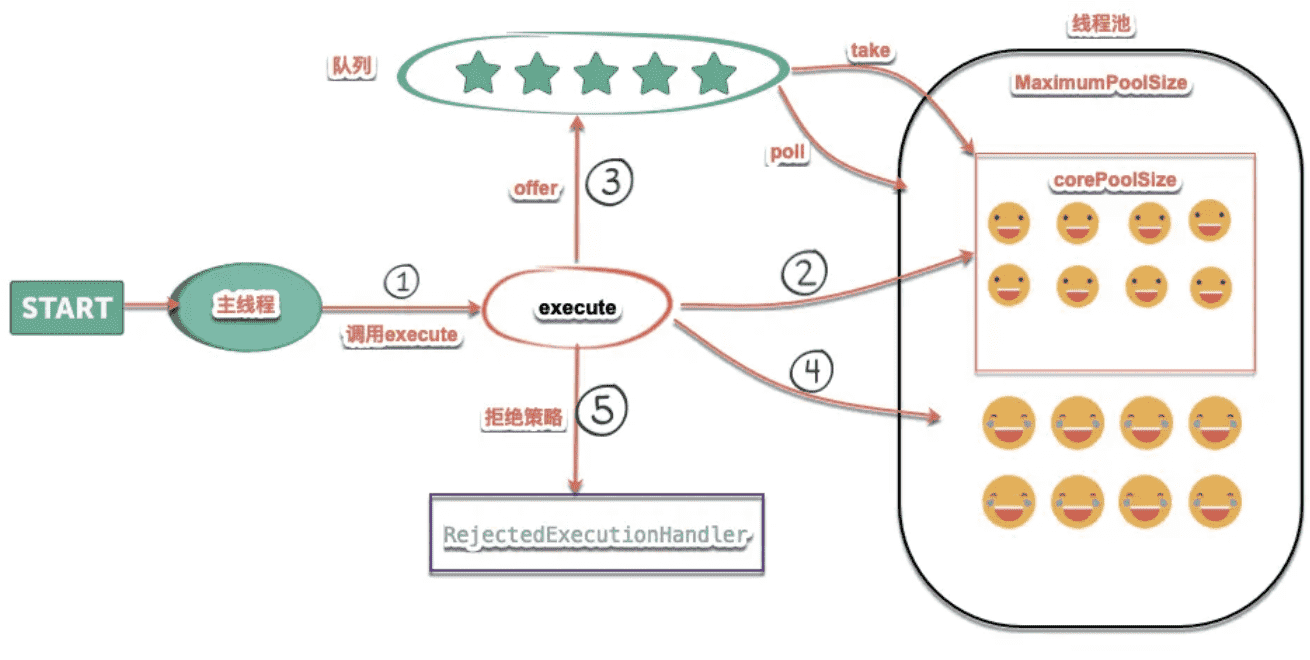 线程池
队列
take
MaximumPoolSize
poll
corePoolSize
offer
③
②
START
主线程
①
调用execute
execute
④
拒绝策略
⑤
RejectedExecutionHandler